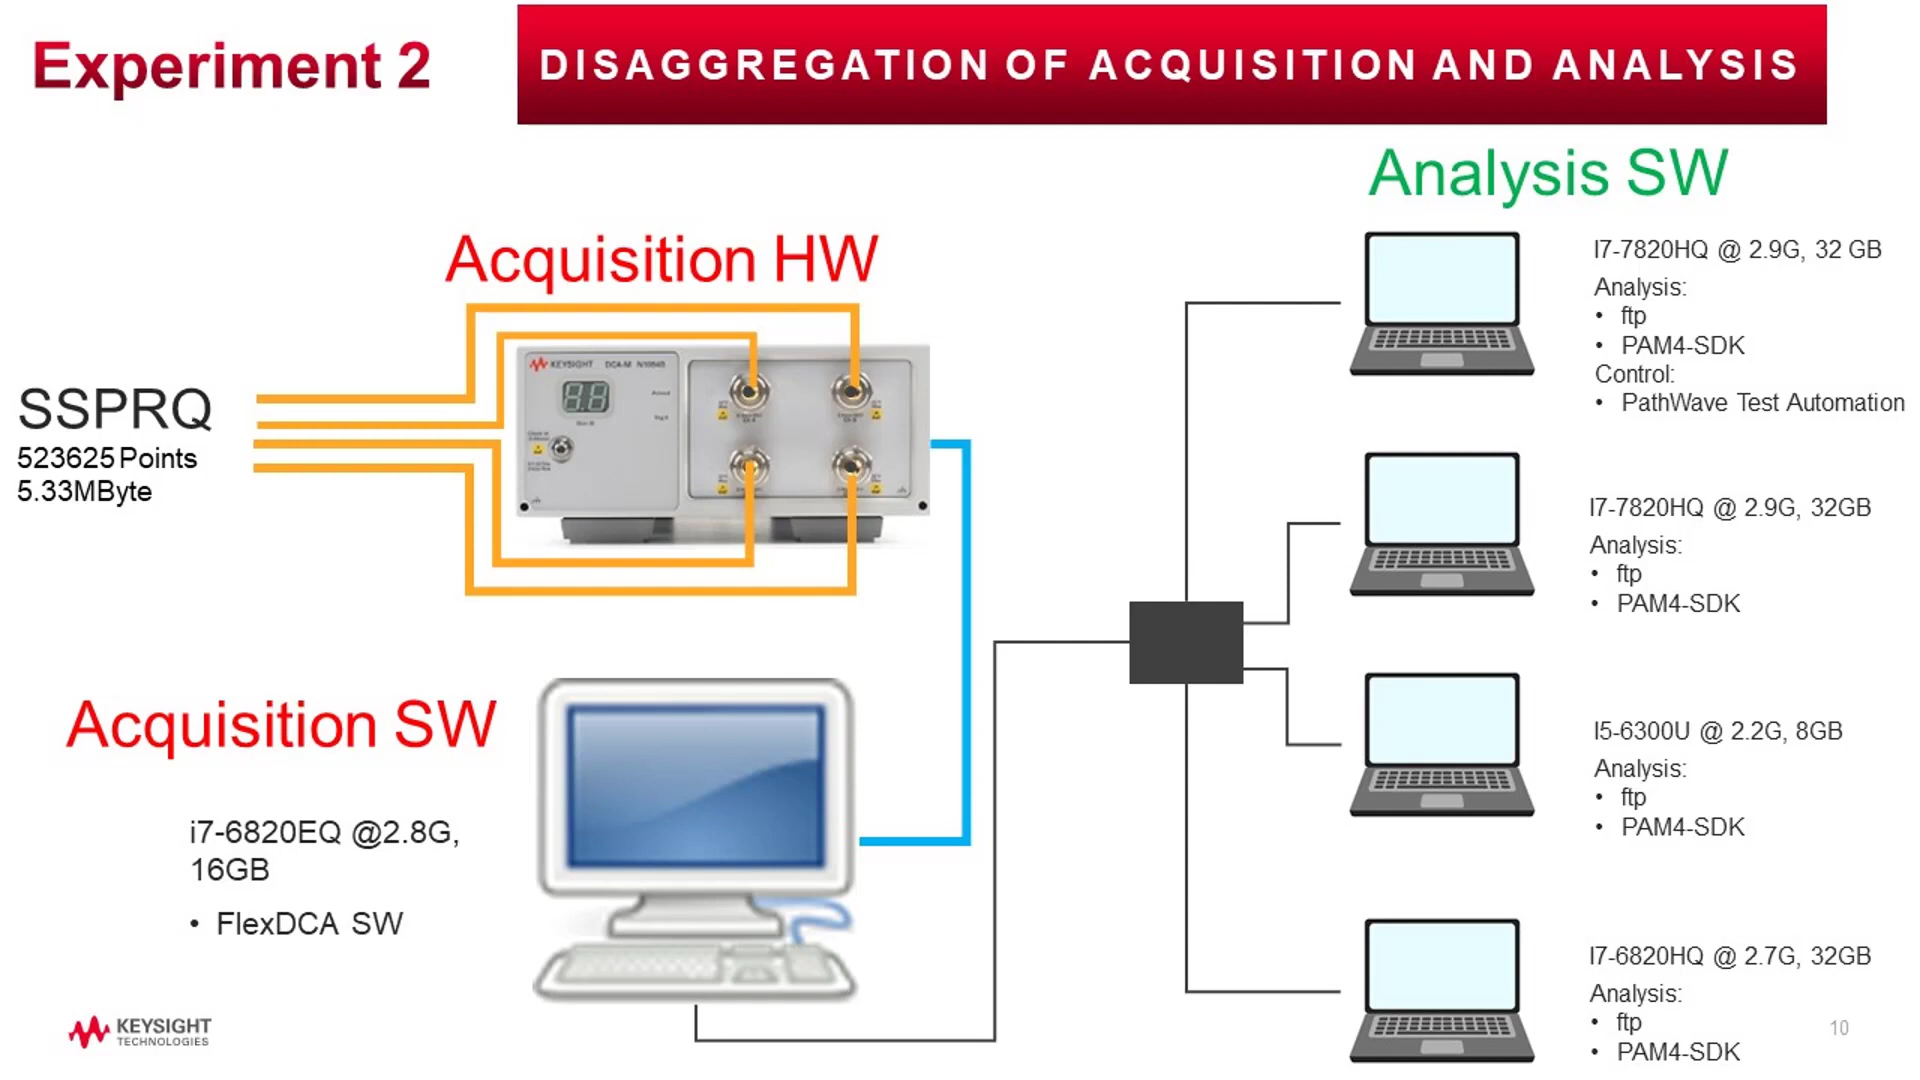 Experiment 2
DISAGGREGATION OF ACQUISITION AND ANALYSIS
Analysis SW
Acquisition HW
KEYSIGHT DCA-M
SSPRQ
523625 Points
5.33MByte
I7-7820HQ @ 2.9G, 32 GB
Analysis:
• ftp
• PAM4-SDK
Control:
• PathWave Test Automation
I7-7820HQ @ 2.9G, 32GB
Analysis:
• ftp
• PAM4-SDK
Acquisition SW
i7-6820EQ @2.8G,
16GB
• FlexDCA SW
I5-6300U @ 2.2G, 8GB
Analysis:
• ftp
• PAM4-SDK
I7-6820HQ @ 2.7G, 32GB
Analysis:
• ftp
• PAM4-SDK
KEYSIGHT
TECHNOLOGIES
10